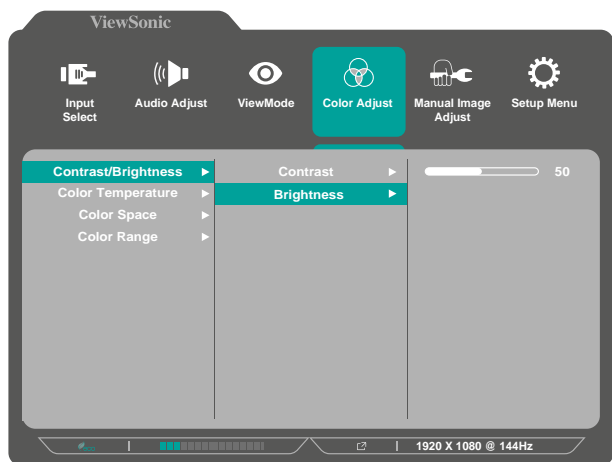 ViewSonic
Input
Select
Audio Adjust
ViewMode
Color Adjust
Manual Image
Adjust
Setup Menu
Contrast/Brightness
Color Temperature
Color Space
Color Range
Contrast
Brightness
50
1920 X 1080 @ 144Hz